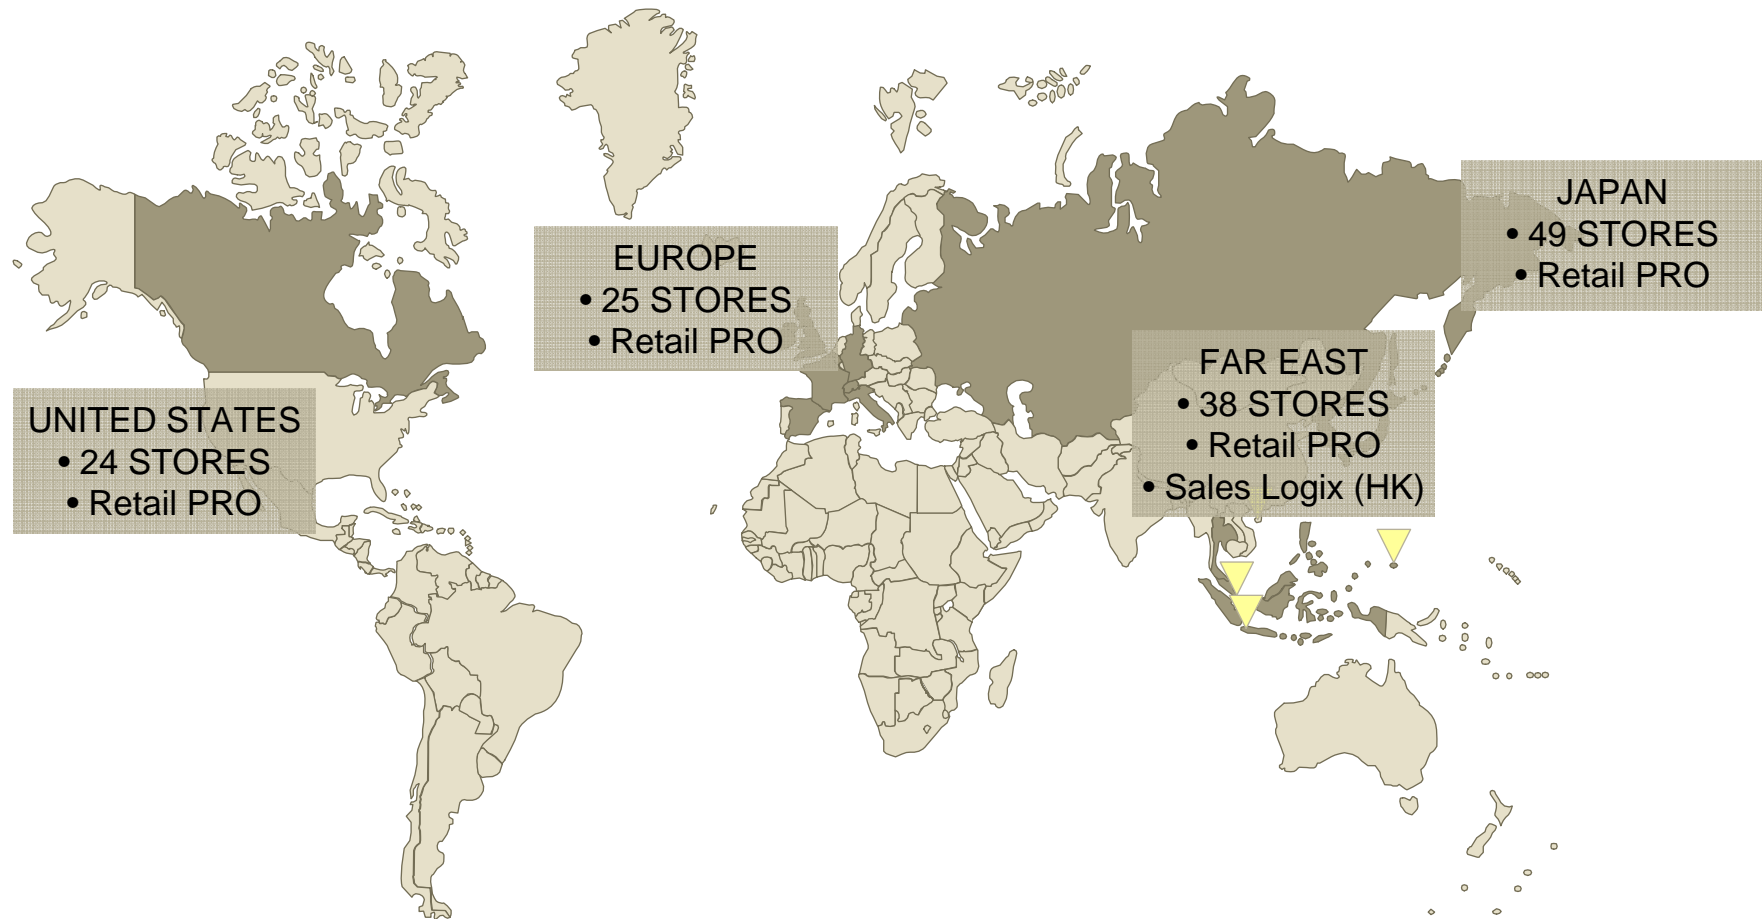 JAPAN
• 49 STORES
• Retail PRO
EUROPE
• 25 STORES
• Retail PRO
FAR EAST
• 38 STORES
• Retail PRO
• Sales Logix (HK)
UNITED STATES
• 24 STORES
• Retail PRO